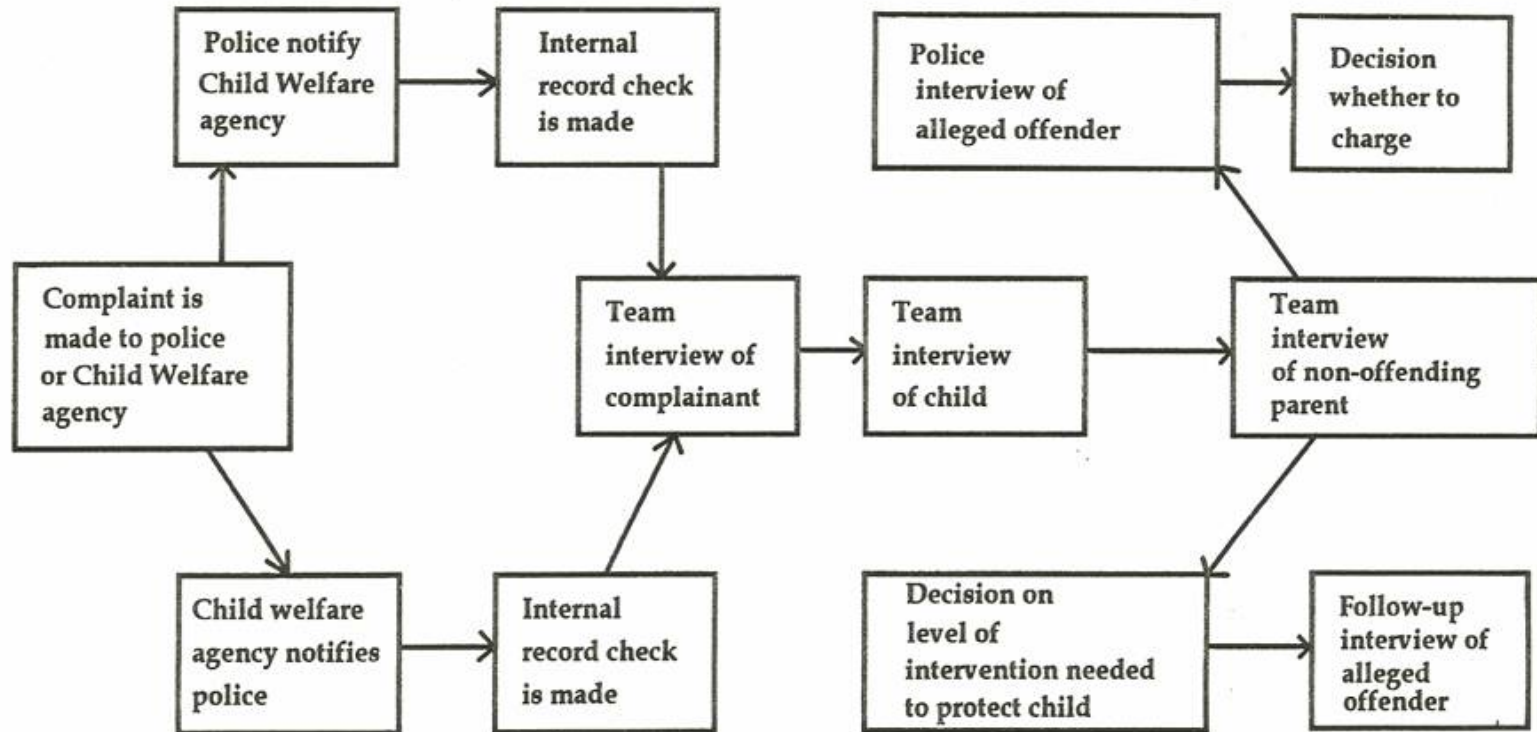 Police notify
Child Welfare
agency
Internal
record check
is made
Police
interview of
alleged offender
Decision
whether to
charge
Complaint is
made to police
or Child Welfare
agency
Team
interview of
complainant
Team
interview
of child
Team
interview
of non-offending
parent
Child welfare
agency notifies
police
Internal
record check
is made
Decision on
level of
intervention needed
to protect child
Follow-up
interview of
alleged
offender